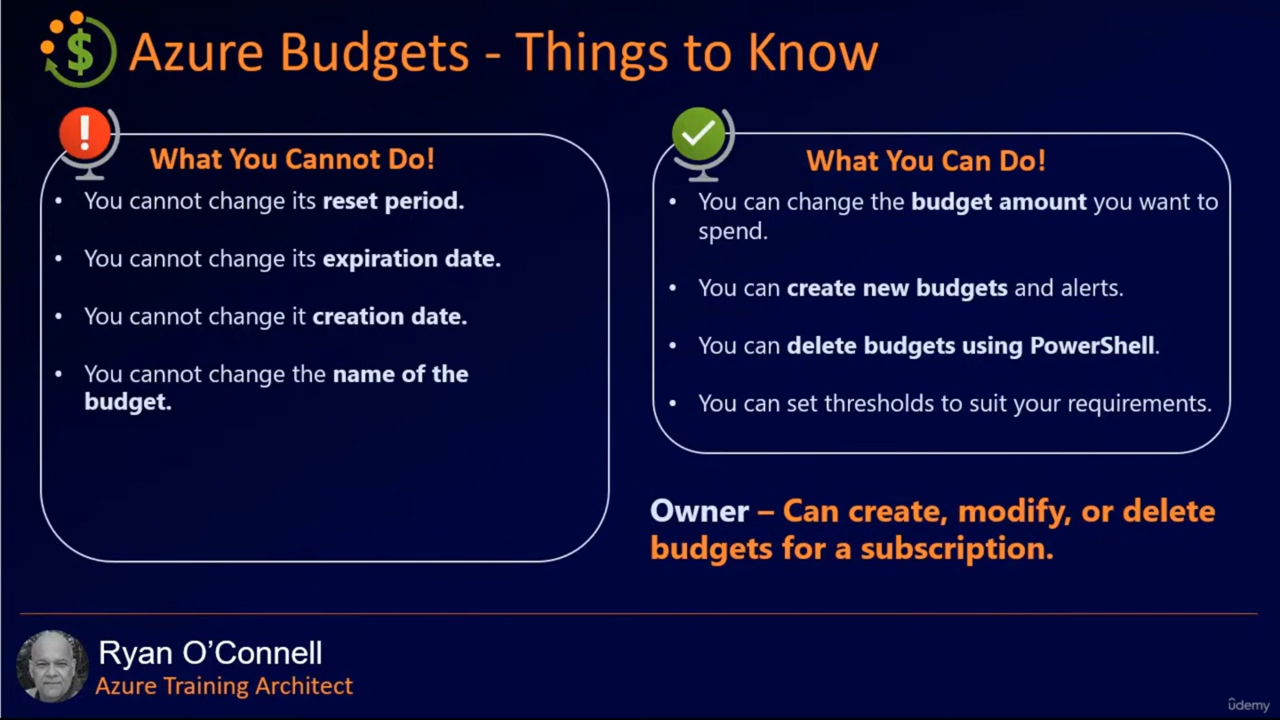 Azure Budgets - Things to Know
What You Cannot Do!
• You cannot change its reset period.
• You cannot change its expiration date.
• You cannot change it creation date.
• You cannot change the name of the
budget.
What You Can Do!
• You can change the budget amount you want to
spend.
• You can create new budgets and alerts.
• You can delete budgets using PowerShell.
• You can set thresholds to suit your requirements.
Owner – Can create, modify, or delete
budgets for a subscription.
Ryan O’Connell
Azure Training Architect
ûdemy